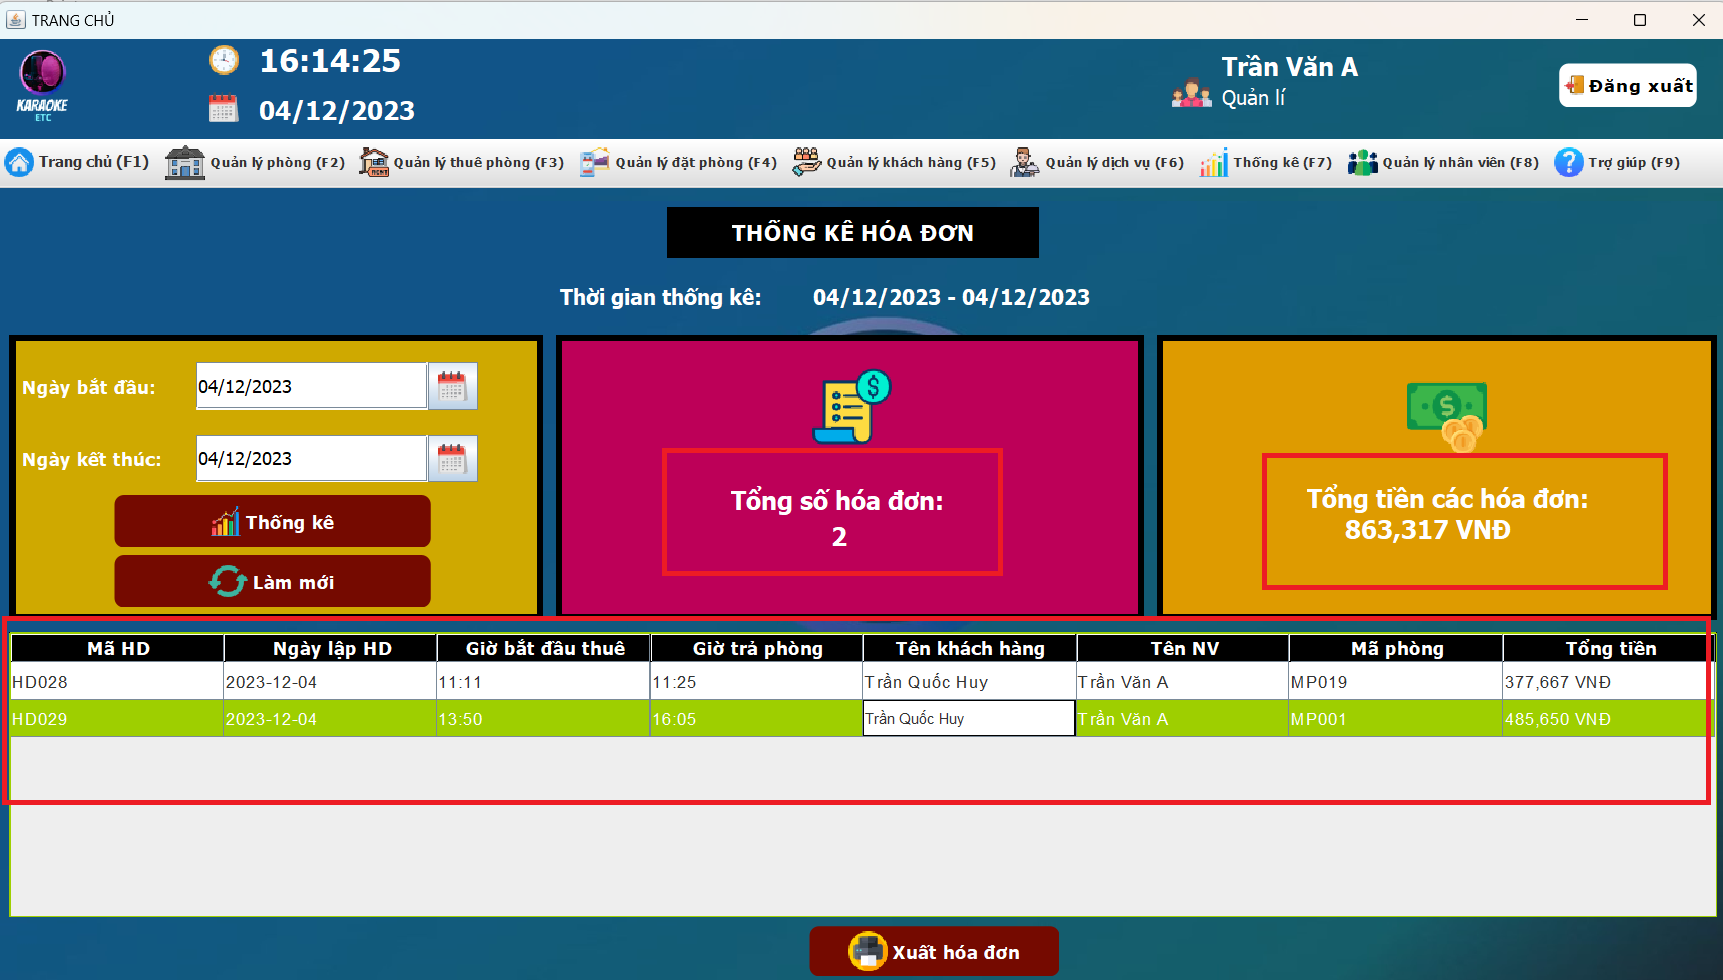 TRANG CHỦ
KARAOKE
ETC
16:14:25
04/12/2023
Trần Văn A
Quản lí
Đăng xuất
Trang chủ (F1)
Quản lý phòng (F2)
Quản lý thuê phòng (F3)
Quản lý đặt phòng (F4)
Quản lý khách hàng (F5)
Quản lý dịch vụ (F6)
Thống kê (F7)
Quản lý nhân viên (F8)
Trợ giúp (F9)
THỐNG KÊ HÓA ĐƠN
Thời gian thống kê: 04/12/2023 - 04/12/2023
Ngày bắt đầu: 04/12/2023
Ngày kết thúc: 04/12/2023
Thống kê
Làm mới
Tổng số hóa đơn:
2
Tổng tiền các hóa đơn:
863,317 VNĐ
Mã HD Ngày lập HD Giờ bắt đầu thuê Giờ trả phòng Tên khách hàng Tên NV Mã phòng Tổng tiền
HD028 2023-12-04 11:11 11:25 Trần Quốc Huy Trần Văn A MP019 377,667 VNĐ
HD029 2023-12-04 13:50 16:05 Trần Quốc Huy Trần Văn A MP001 485,650 VNĐ
Xuất hóa đơn